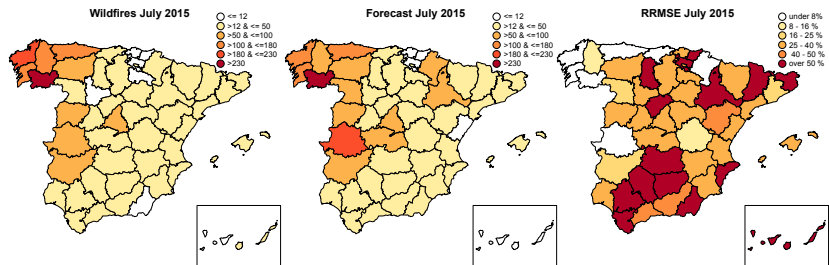 Wildfires July 2015
<= 12
>12 & <= 50
>50 & <=100
>100 & <=180
>180 & <=230
>230
Forecast July 2015
<= 12
>12 & <= 50
>50 & <=100
>100 & <=180
>180 & <=230
>230
RRMSE July 2015
under 8%
8 - 16 %
16 - 25 %
25 - 40 %
40 - 50 %
over 50 %